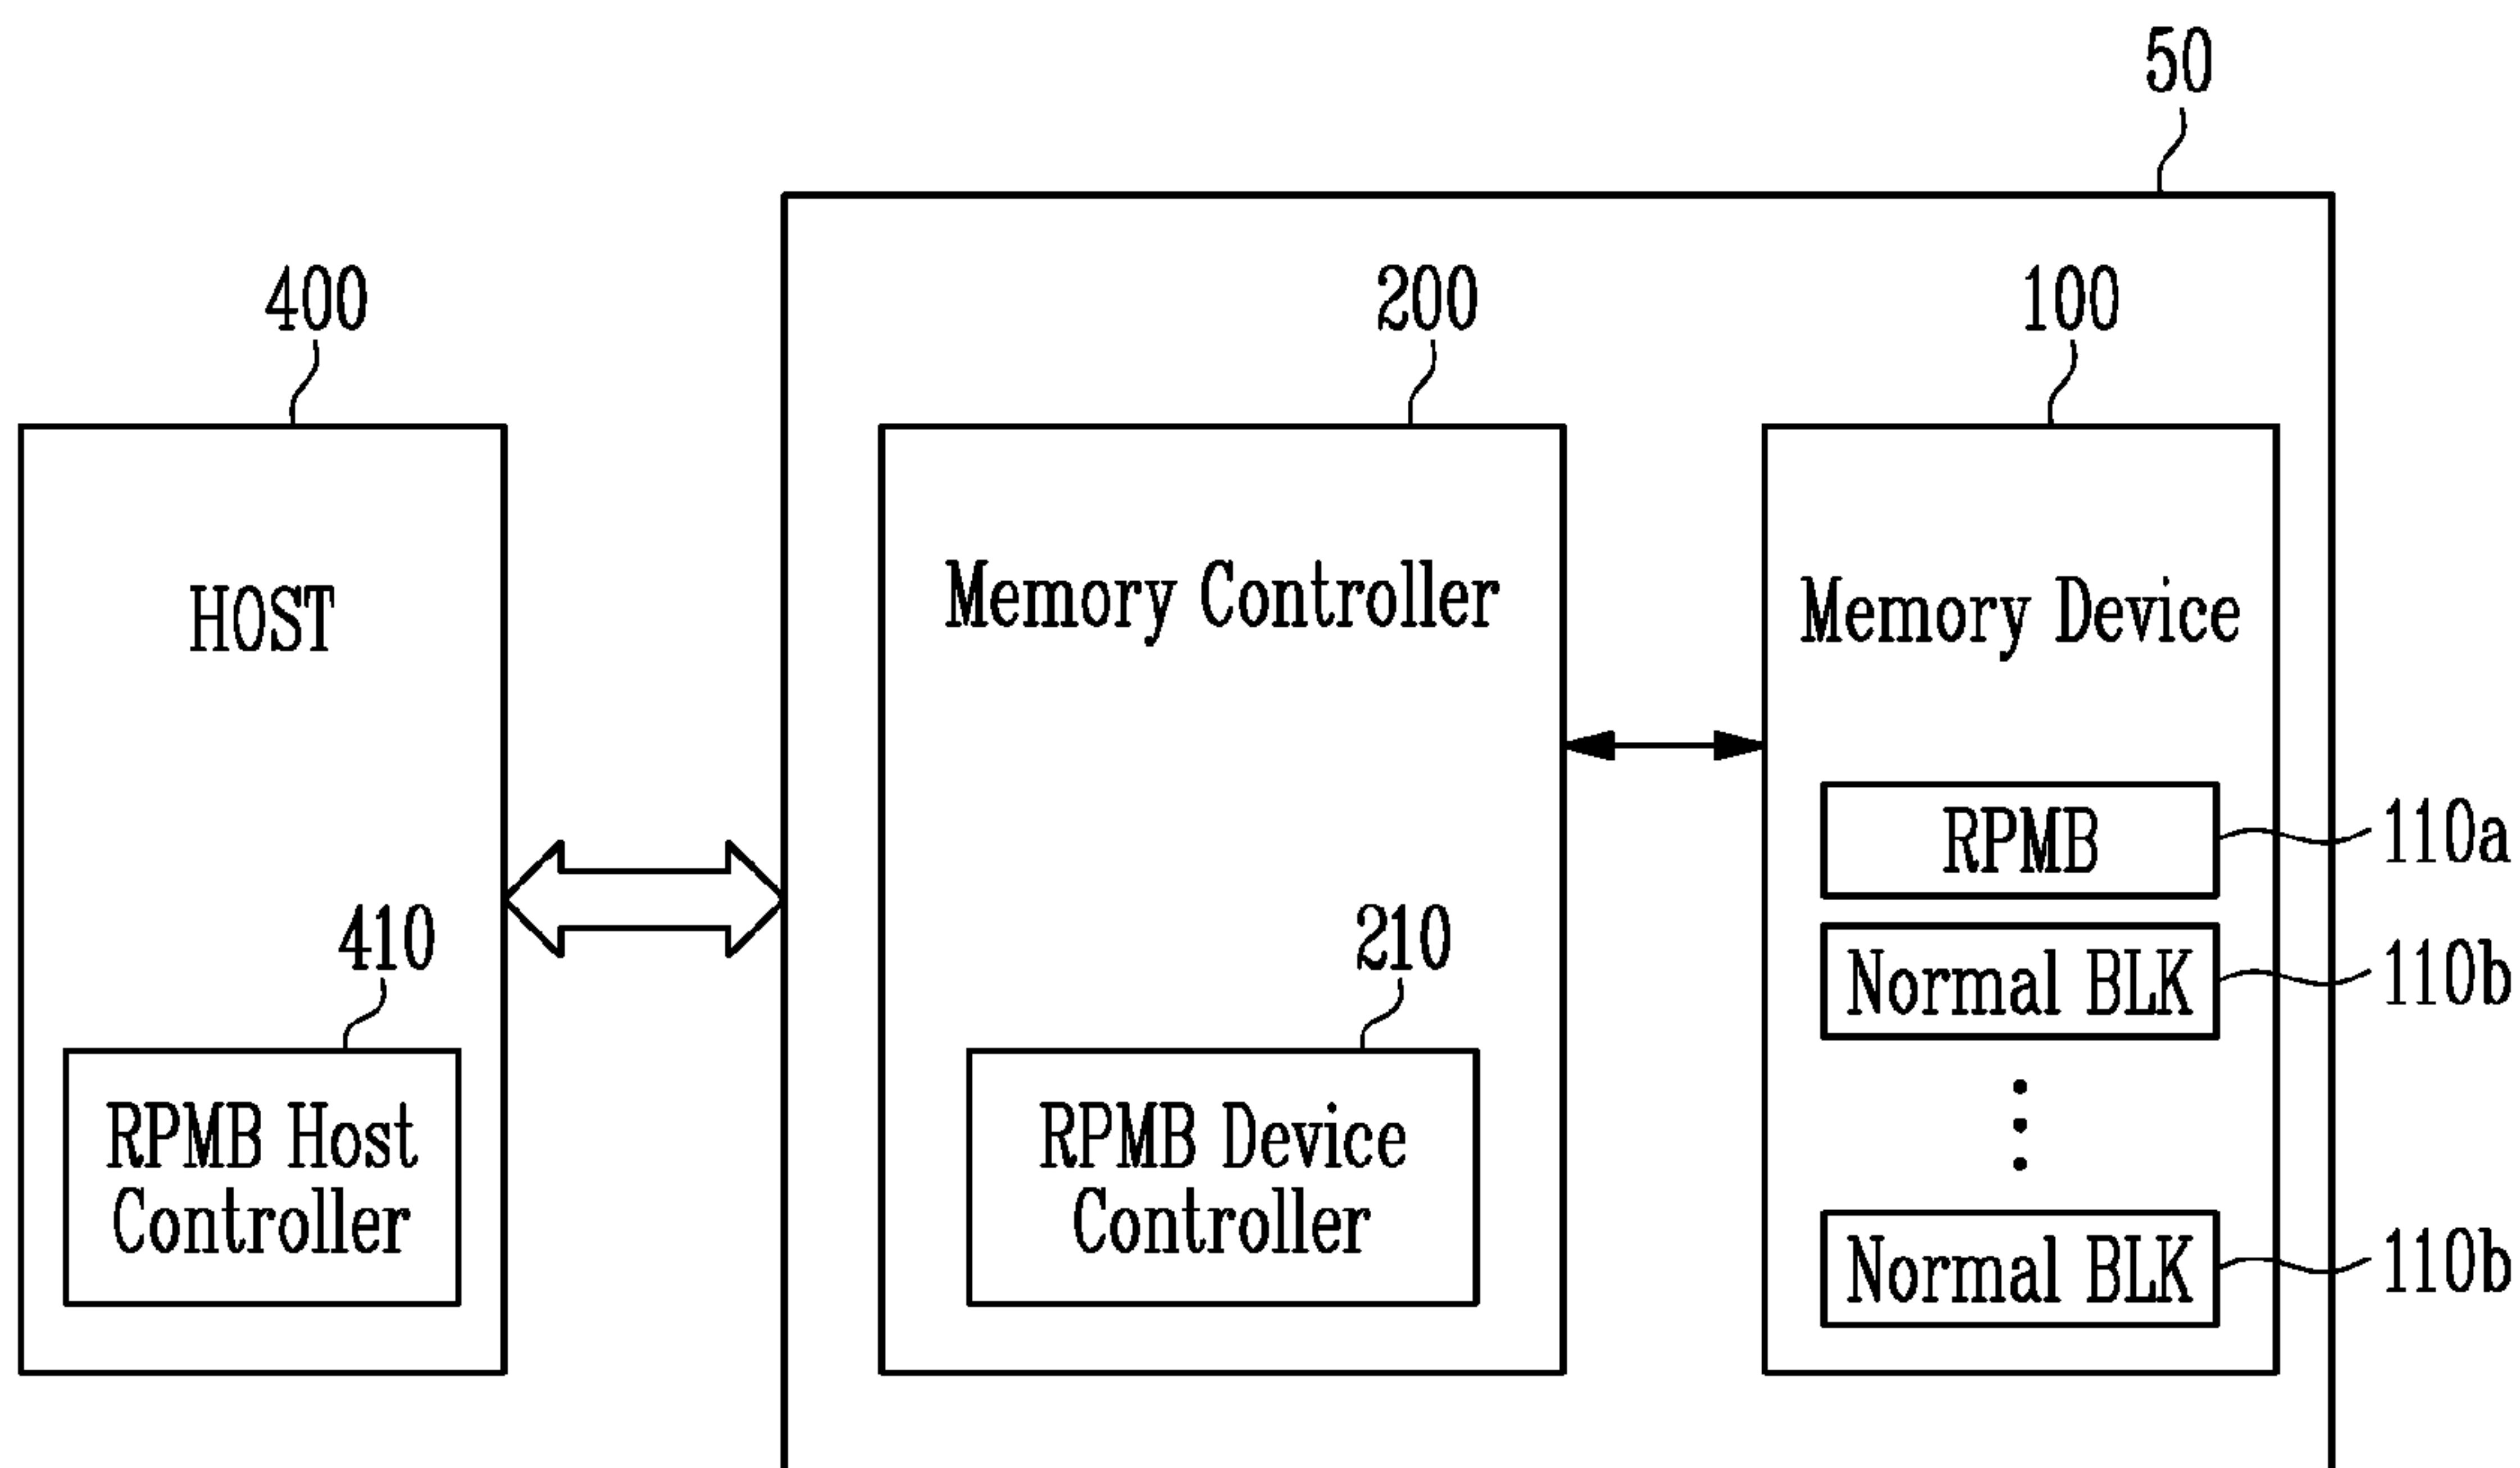 50
400
200
100
HOST
Memory Controller
Memory Device
RPMB
110a
410
210
Normal BLK
110b
RPMB Host
Controller
RPMB Device
Controller
Normal BLK
110b